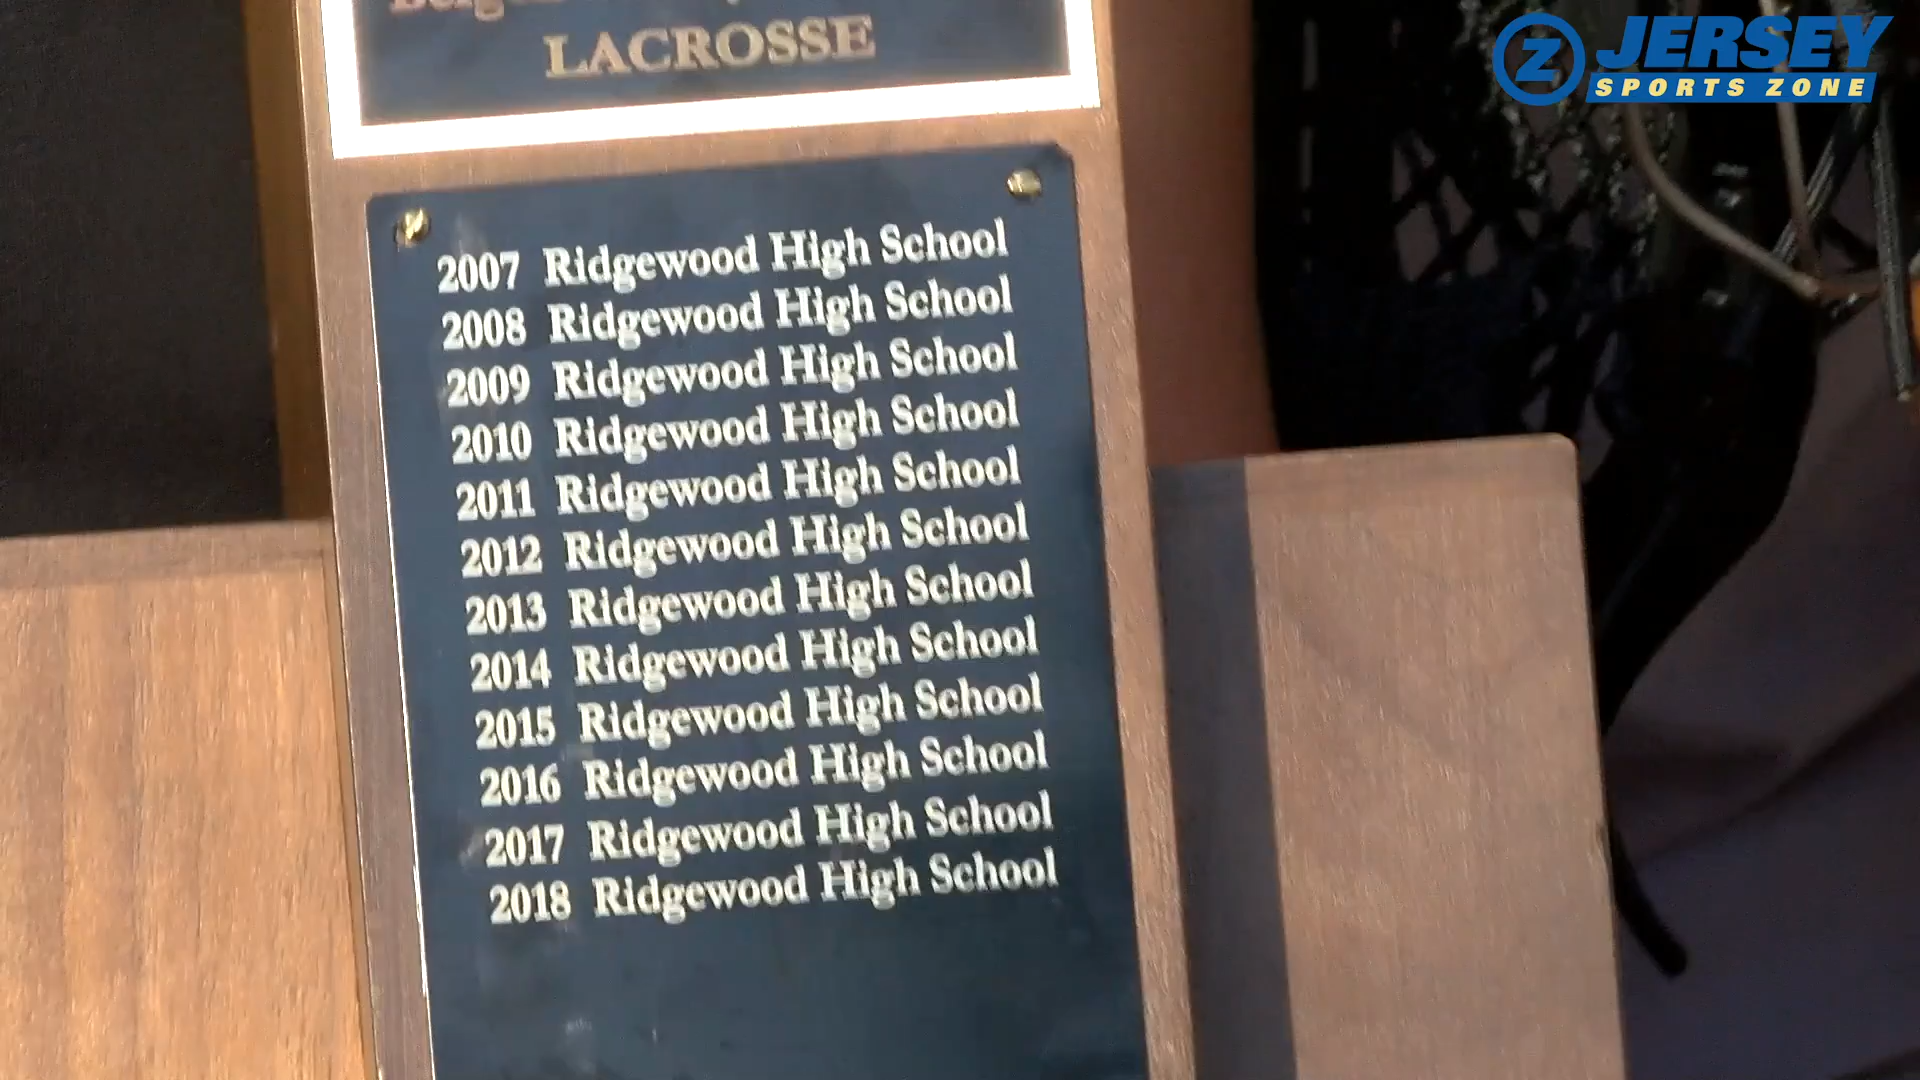 LACROSSE
2007 Ridgewood High School
2008 Ridgewood High School
2009 Ridgewood High School
2010 Ridgewood High School
2011 Ridgewood High School
2012 Ridgewood High School
2013 Ridgewood High School
2014 Ridgewood High School
2015 Ridgewood High School
2016 Ridgewood High School
2017 Ridgewood High School
2018 Ridgewood High School
Z JERSEY
SPORTS ZONE